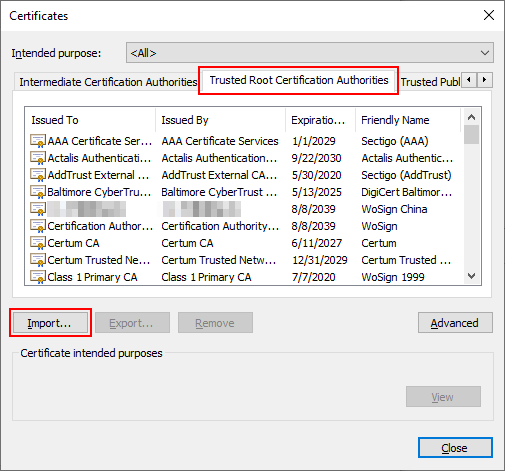 Certificates
Intended purpose: <All>
Intermediate Certification Authorities Trusted Root Certification Authorities Trusted Publ
Issued To Issued By Expiratio... Friendly Name
AAA Certificate Ser... AAA Certificate Services 1/1/2029 Sectigo (AAA)
Actalis Authentication... Actalis Authentication... 9/22/2030 Actalis Authentic...
AddTrust External ... AddTrust External CA... 5/30/2020 Sectigo (AddTrust)
Baltimore CyberTru... Baltimore CyberTrust... 5/13/2025 DigiCert Baltimor...
8/8/2039 WoSign China
Certification Author... Certification Authority... 8/8/2039 WoSign
Certum CA Certum CA 6/11/2027 Certum
Certum Trusted Ne... Certum Trusted Netw... 12/31/2029 Certum Trusted ...
Class 1 Primary CA Class 1 Primary CA 7/7/2020 WoSign 1999
Import... Export... Remove Advanced
Certificate intended purposes
View
Close